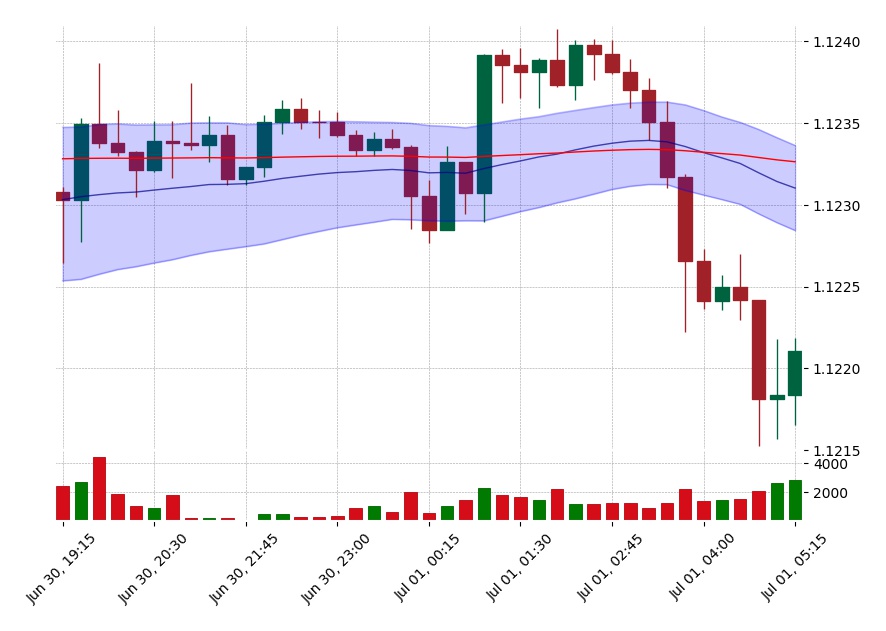 1.1240
1.1235
1.1230
1.1225
1.1220
1.1215
4000
2000
Jun 30, 19:15
Jun 30, 20:30
Jun 30, 21:45
Jun 30, 23:00
Jul 01, 00:15
Jul 01, 01:30
Jul 01, 02:45
Jul 01, 04:00
Jul 01, 05:15